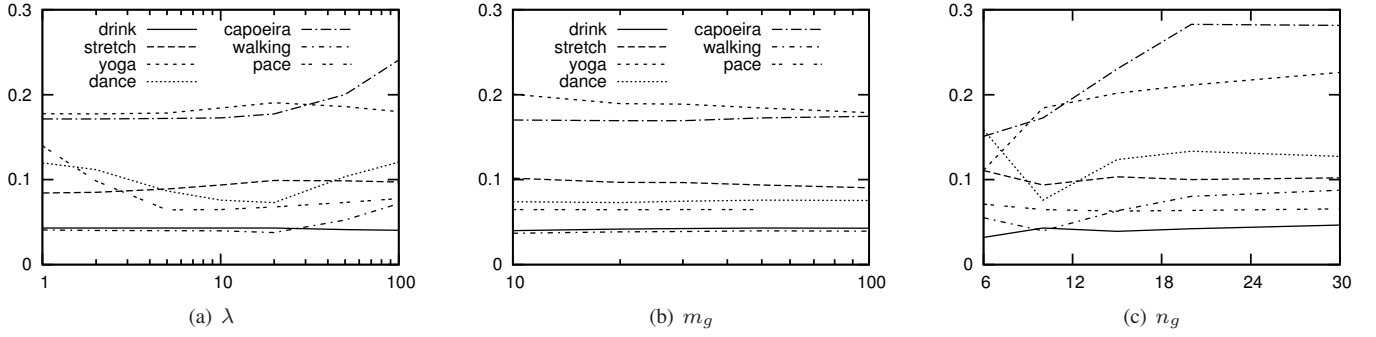 0.3
0.2
0.1
0
drink
stretch
yoga
dance
capoeira
walking
pace
1
10
100
(a) λ
0.3
0.2
0.1
0
drink
stretch
yoga
dance
capoeira
walking
pace
10
100
(b) m_g
0.3
0.2
0.1
0
6
12
18
24
30
(c) n_g